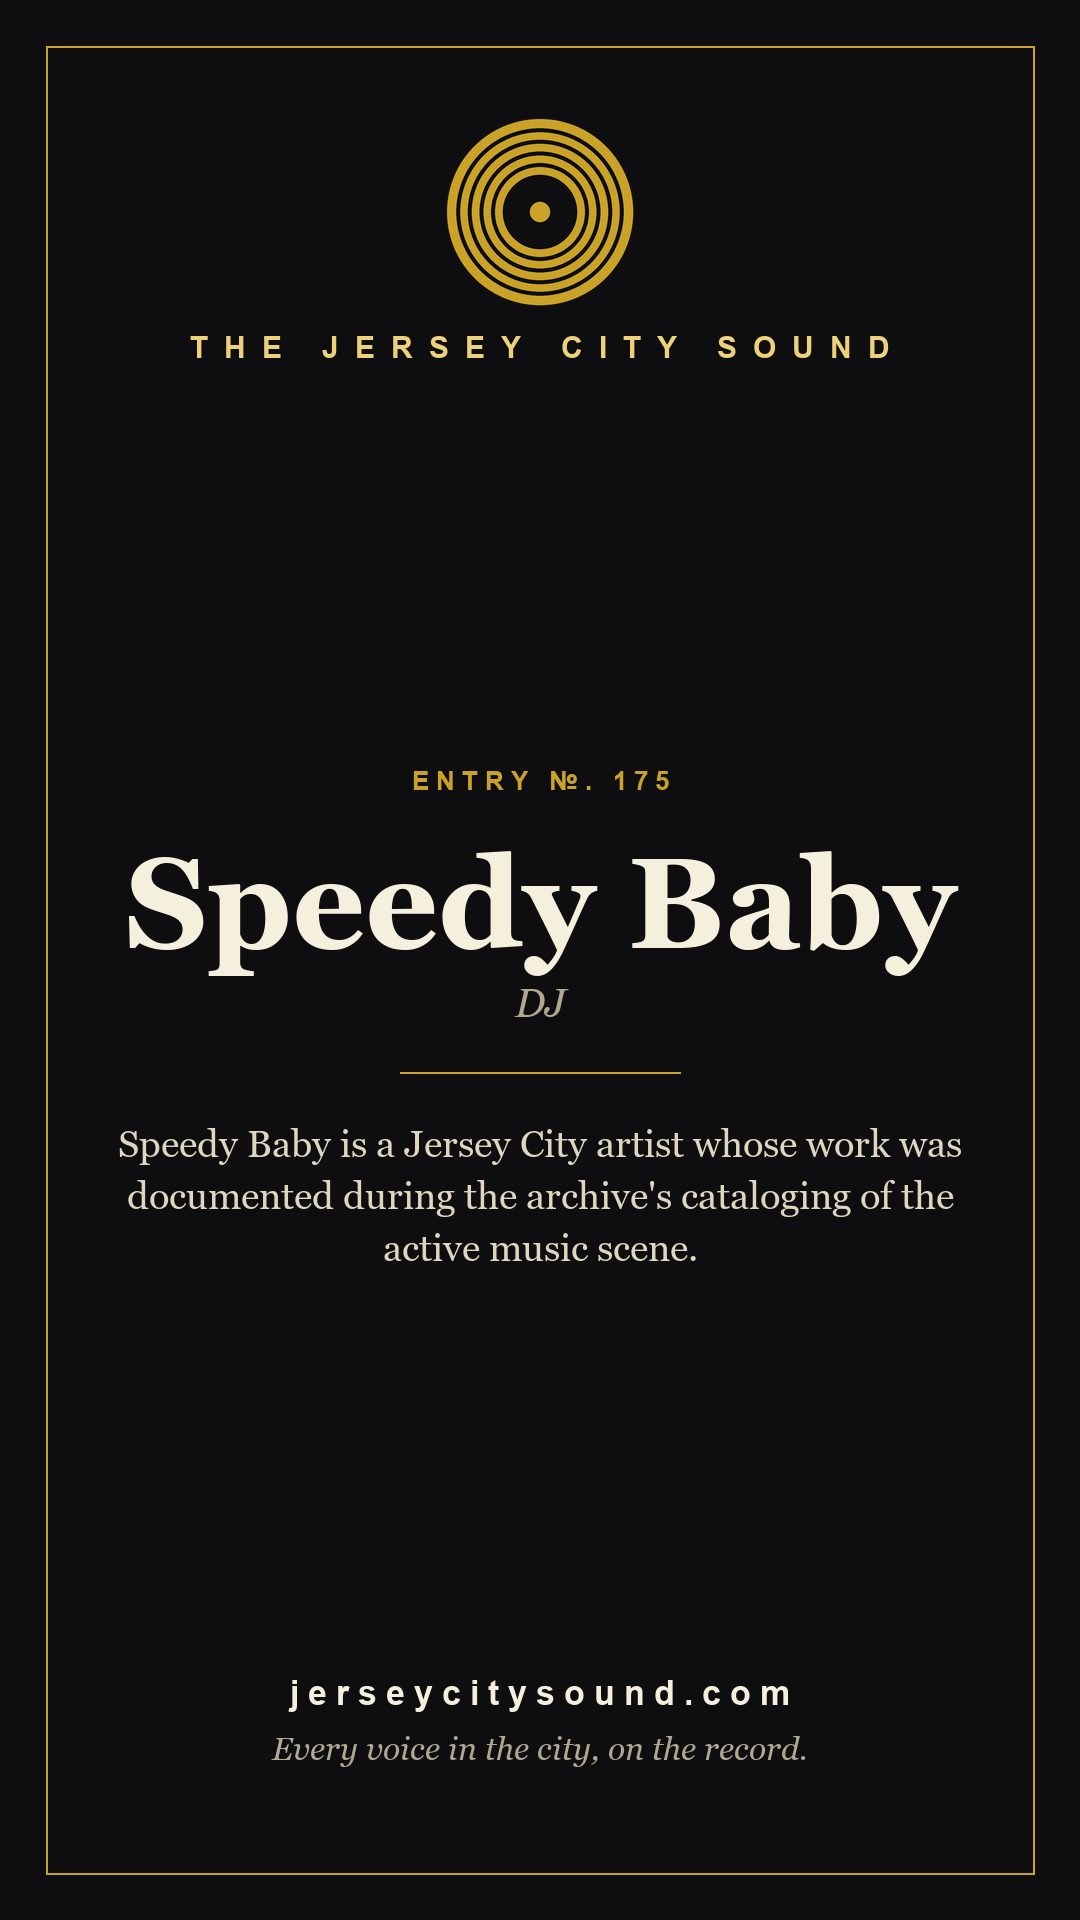 THE JERSEY CITY SOUND
ENTRY №. 175
Speedy Baby
DJ
Speedy Baby is a Jersey City artist whose work was
documented during the archive's cataloging of the
active music scene.
jerseycitysound.com
Every voice in the city, on the record.